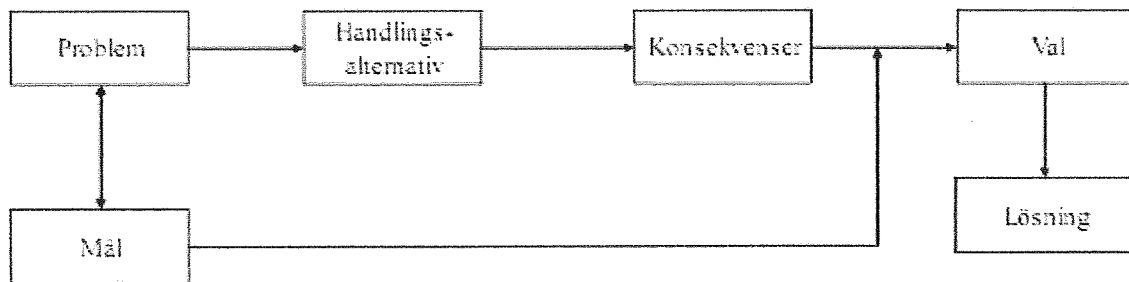 Problem
Handlings-
alternativ
Konsekvenser
Val
Lösning
Mål